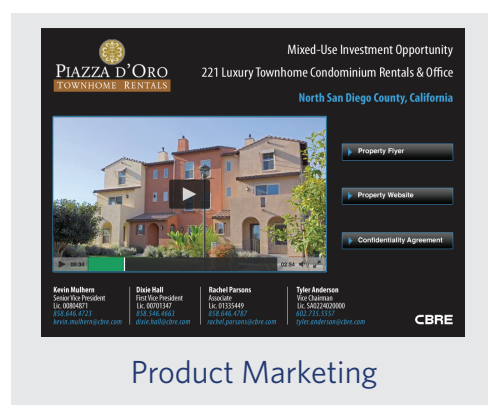 PIAZZA D'ORO
TOWNHOME RENTALS
Mixed-Use Investment Opportunity
221 Luxury Townhome Condominium Rentals & Office
North San Diego County, California
00:34
02:54
Property Flyer
Property Website
Confidentiality Agreement
Kevin Mulhern
Senior Vice President
Lic. 00804871
858.646.4723
kevin.mulhern@cbre.com
Dixie Hall
First Vice President
Lic. 00701347
858.546.4663
dixie.hall@cbre.com
Rachel Parsons
Associate
Lic. 01335449
858.646.4787
rachel.parsons@cbre.com
Tyler Anderson
Vice Chairman
Lic. SA0224020000
602.735.5557
tyler.anderson@cbre.com
CBRE
Product Marketing